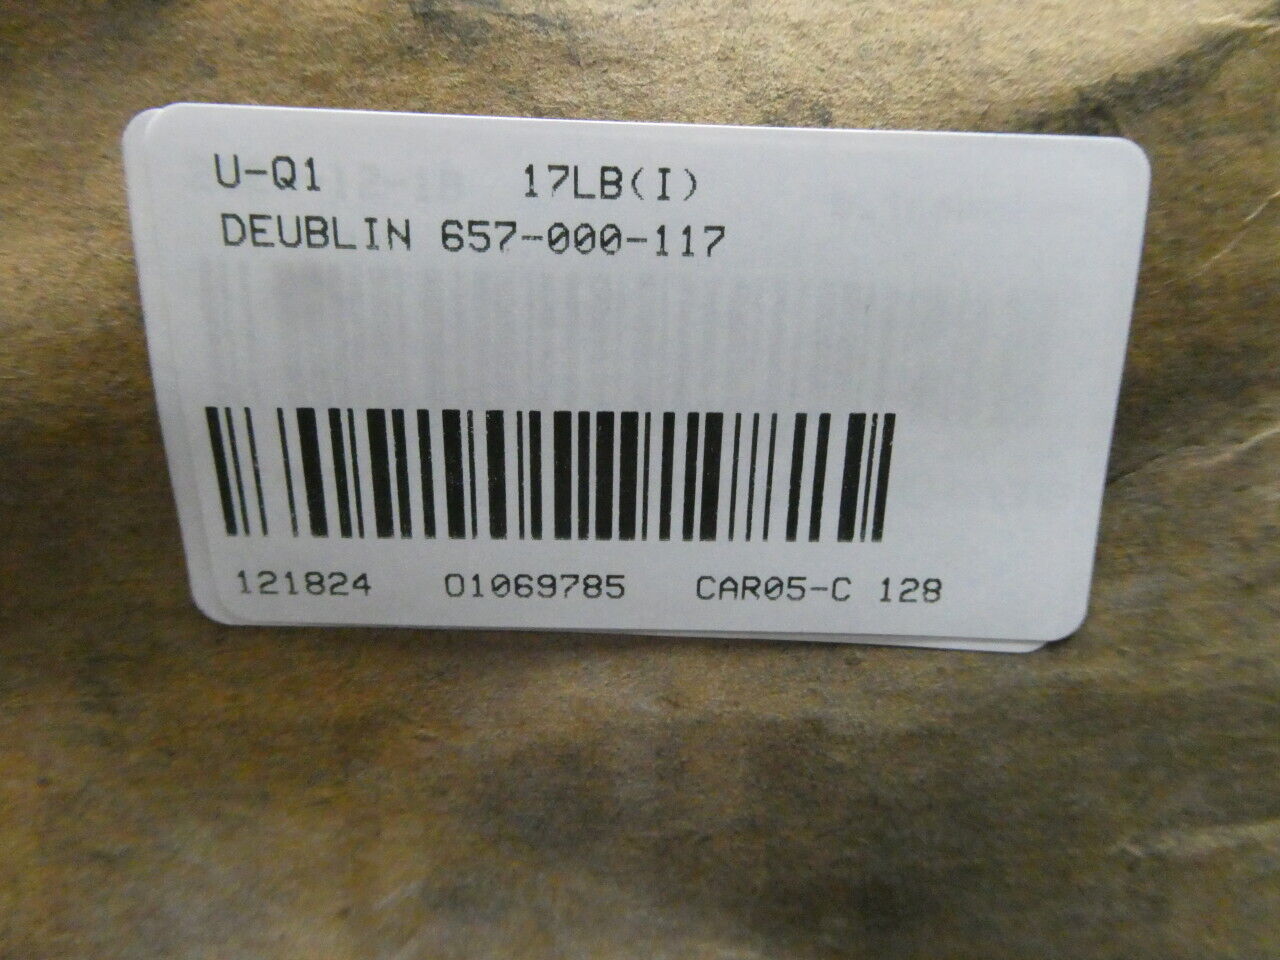 U-Q1 17LB(I)
DEUBLIN 657-000-117
121824 01069785 CAR05-C 128